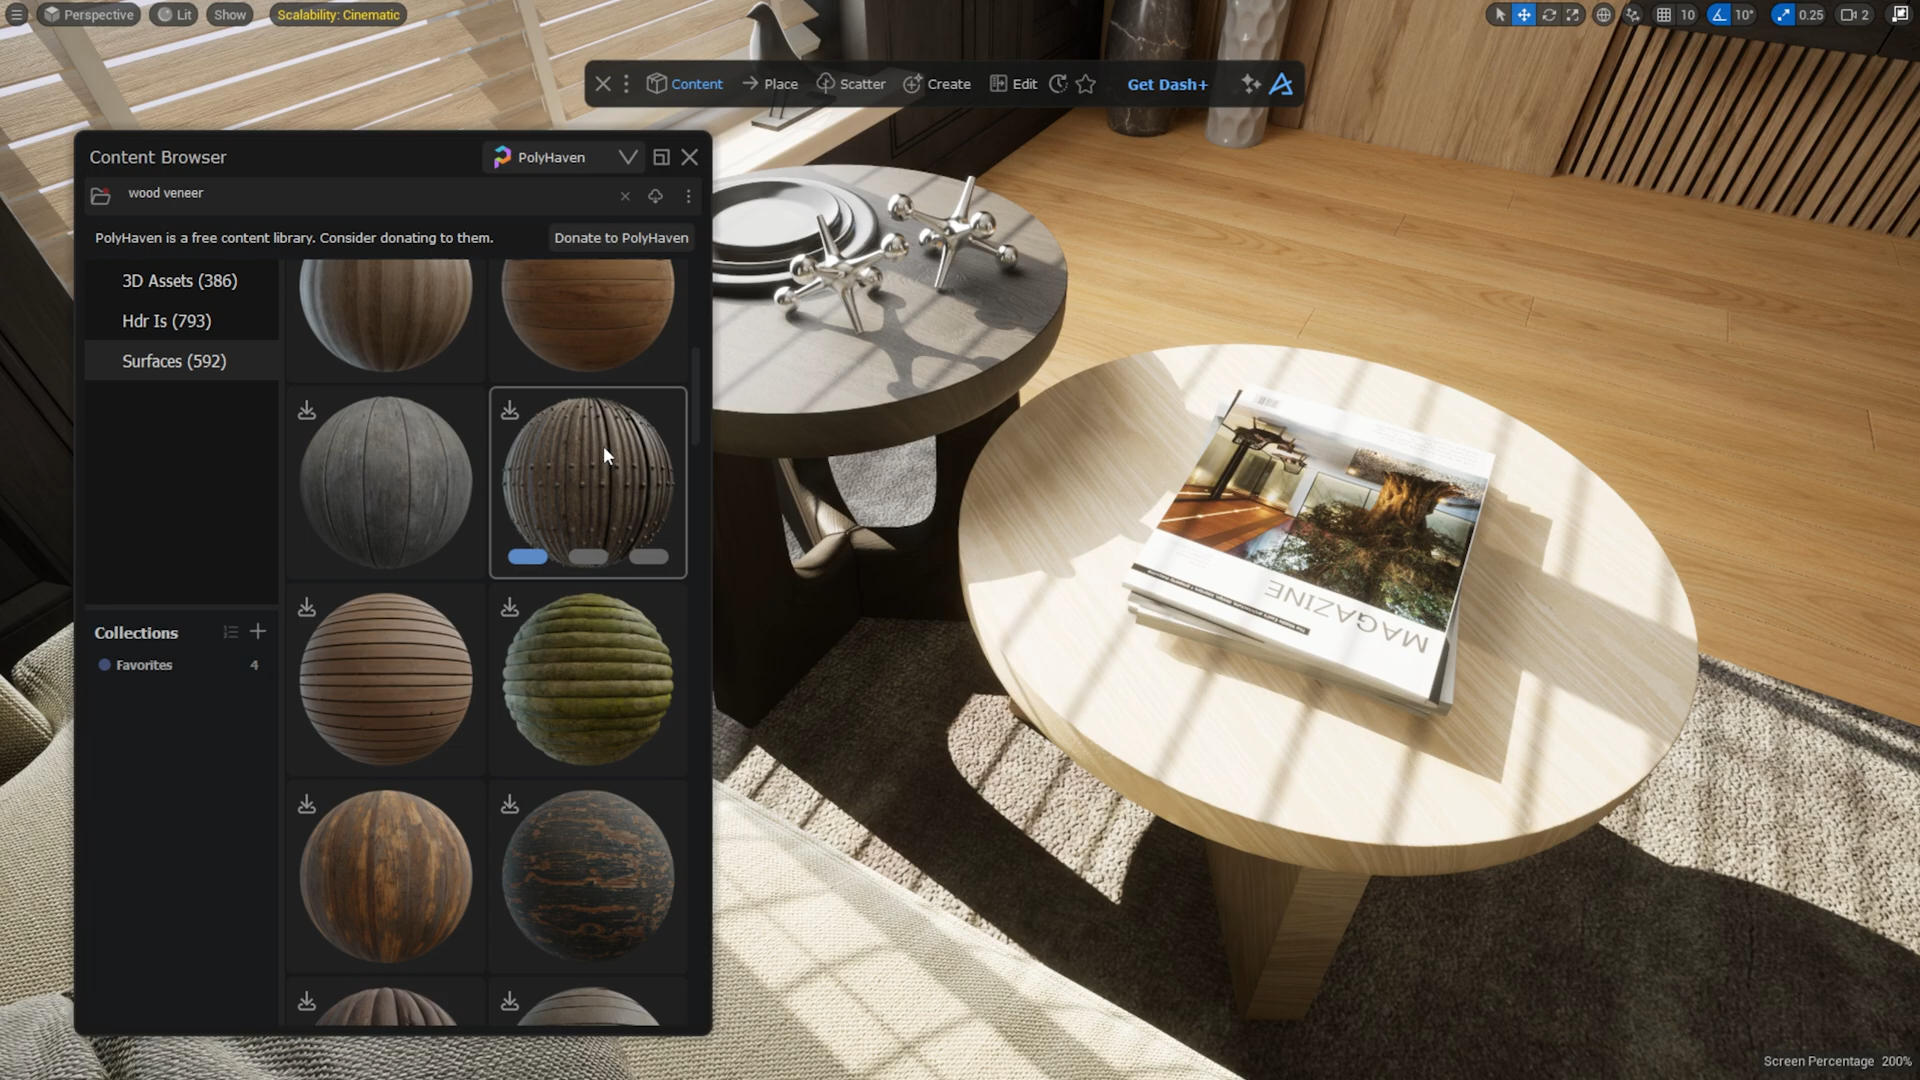 Perspective
Lit
Show
Scalability: Cinematic
10
10°
0.25
2
Content
Place
Scatter
Create
Edit
Get Dash+
Content Browser
PolyHaven
wood veneer
PolyHaven is a free content library. Consider donating to them.
Donate to PolyHaven
3D Assets (386)
Hdr Is (793)
Surfaces (592)
Collections
Favorites
4
MAGAZINE
Screen Percentage 200%